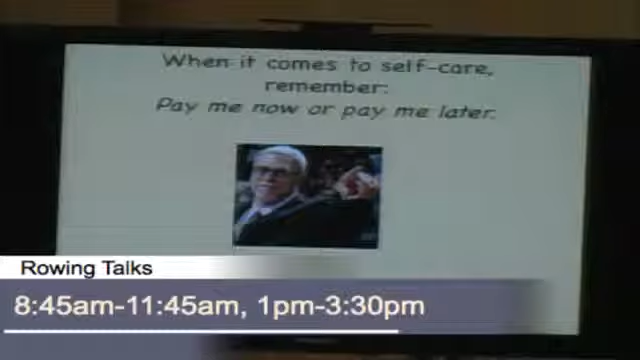 When it comes to self-care,
remember:
Pay me now or pay me later.
Rowing Talks
8:45am-11:45am, 1pm-3:30pm